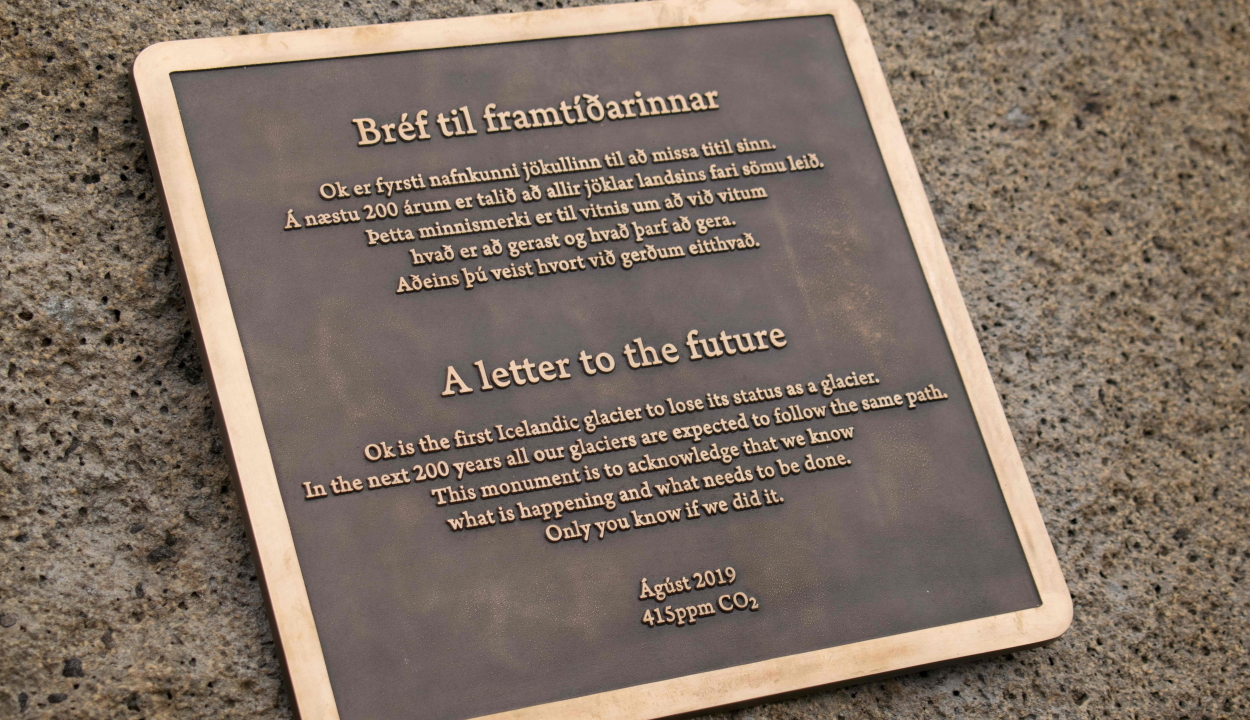 Bréf til framtíðarinnar
Ok er fyrsti nafnkunni jökullinn til að missa titil sinn.
Á næstu 200 árum er talið að allir jöklar landsins fari sömu leið.
Þetta minnismerki er til vitnis um að við vitum
hvað er að gerast og hvað þarf að gera.
Aðeins þú veist hvort við gerðum eitthvað.
A letter to the future
Ok is the first Icelandic glacier to lose its status as a glacier.
In the next 200 years all our glaciers are expected to follow the same path.
This monument is to acknowledge that we know
what is happening and what needs to be done.
Only you know if we did it.
Ágúst 2019
415ppm CO₂